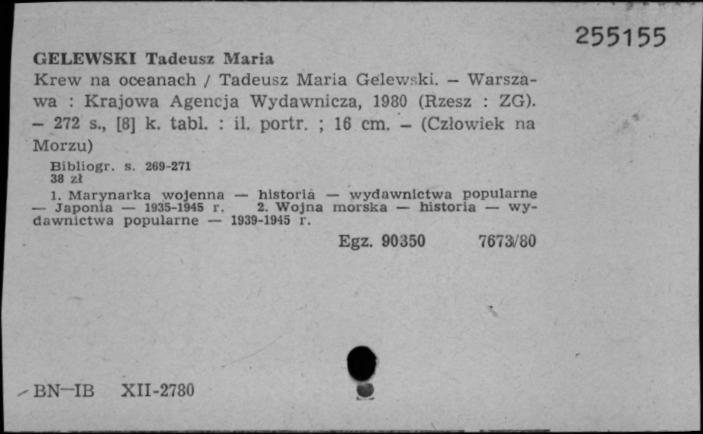 255155
GELEWSKI Tadeusz Maria
Krew na oceanach / Tadeusz Maria Gelewski. — Warsza-
wa : Krajowa Agencja Wydawnicza, 1980 (Rzesz : ZG).
— 272 s., [8] k. tabl. : il. portr. ; 16 cm. — (Człowiek na
Morzu)
Bibliogr. s. 269-271
38 zł
1. Marynarka wojenna — historia — wydawnictwa popularne
— Japonia — 1935-1945 r. 2. Wojna morska — historia — wy-
dawnictwa popularne — 1939-1945 r.
Egz. 90350 7673/80
BN—IB XII-2780